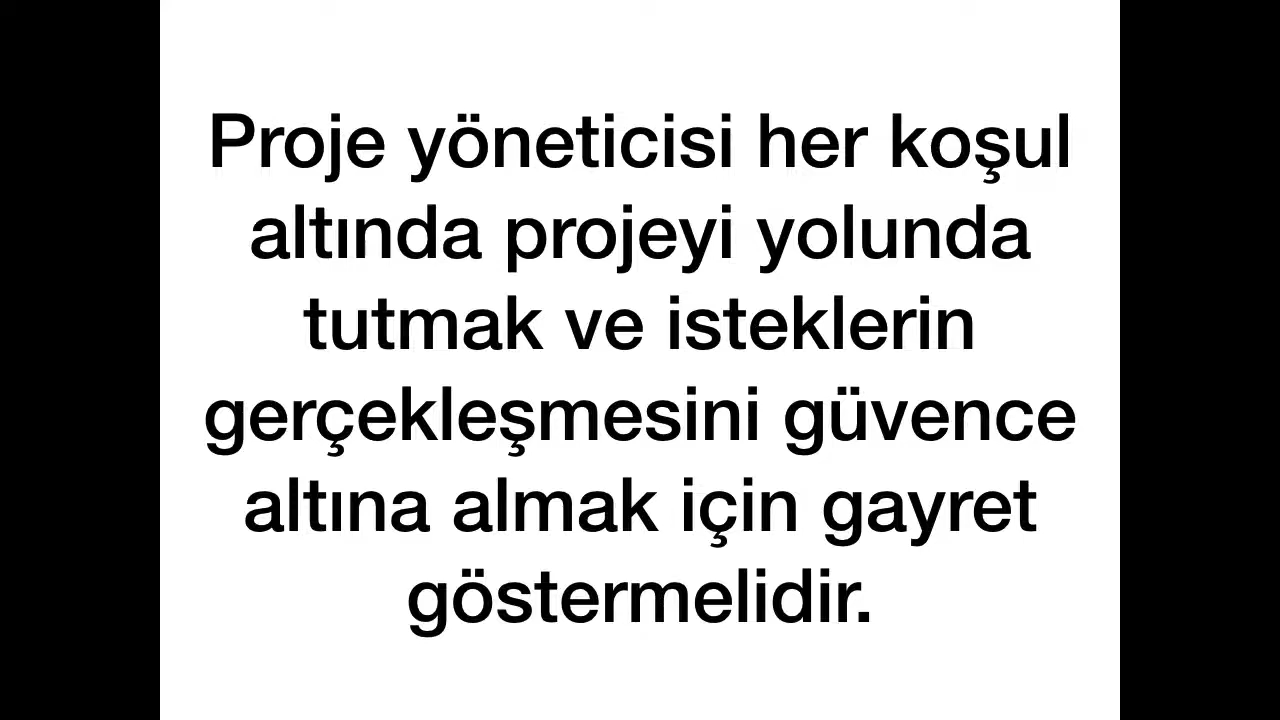 Proje yöneticisi her koşul
altında projeyi yolunda
tutmak ve isteklerin
gerçekleşmesini güvence
altına almak için gayret
göstermelidir.